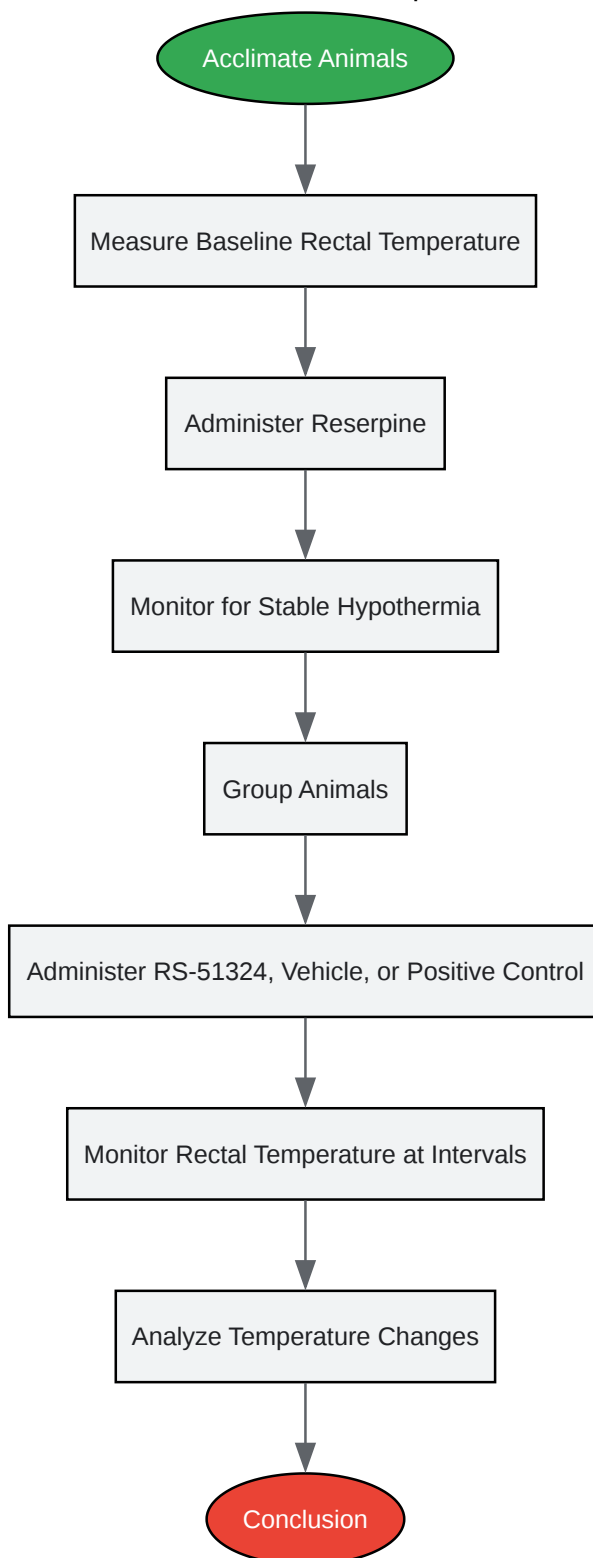 Acclimate Animals
Measure Baseline Rectal Temperature
Administer Reserpine
Monitor for Stable Hypothermia
Group Animals
Administer RS-51324, Vehicle, or Positive Control
Monitor Rectal Temperature at Intervals
Analyze Temperature Changes
Conclusion